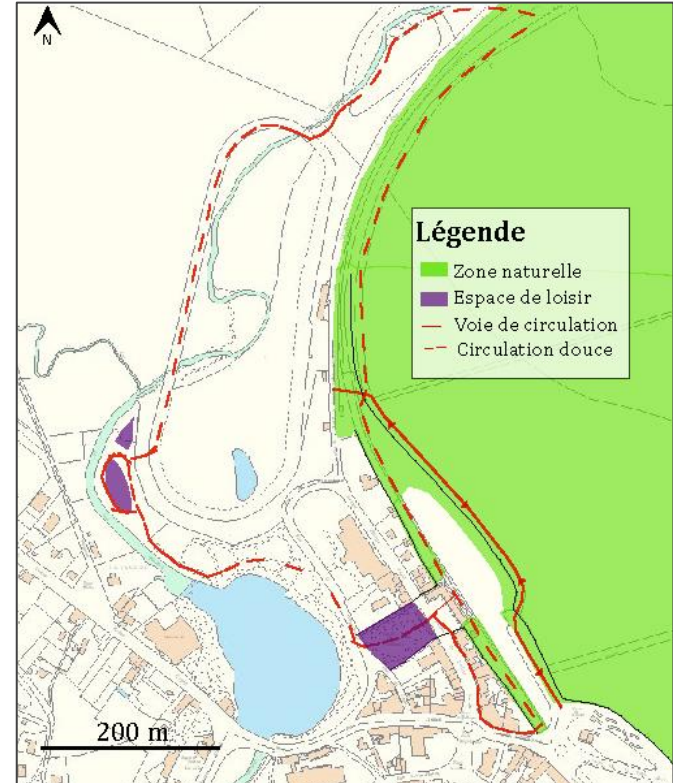 N
Légende
Zone naturelle
Espace de loisir
Voie de circulation
Circulation douce
200 m